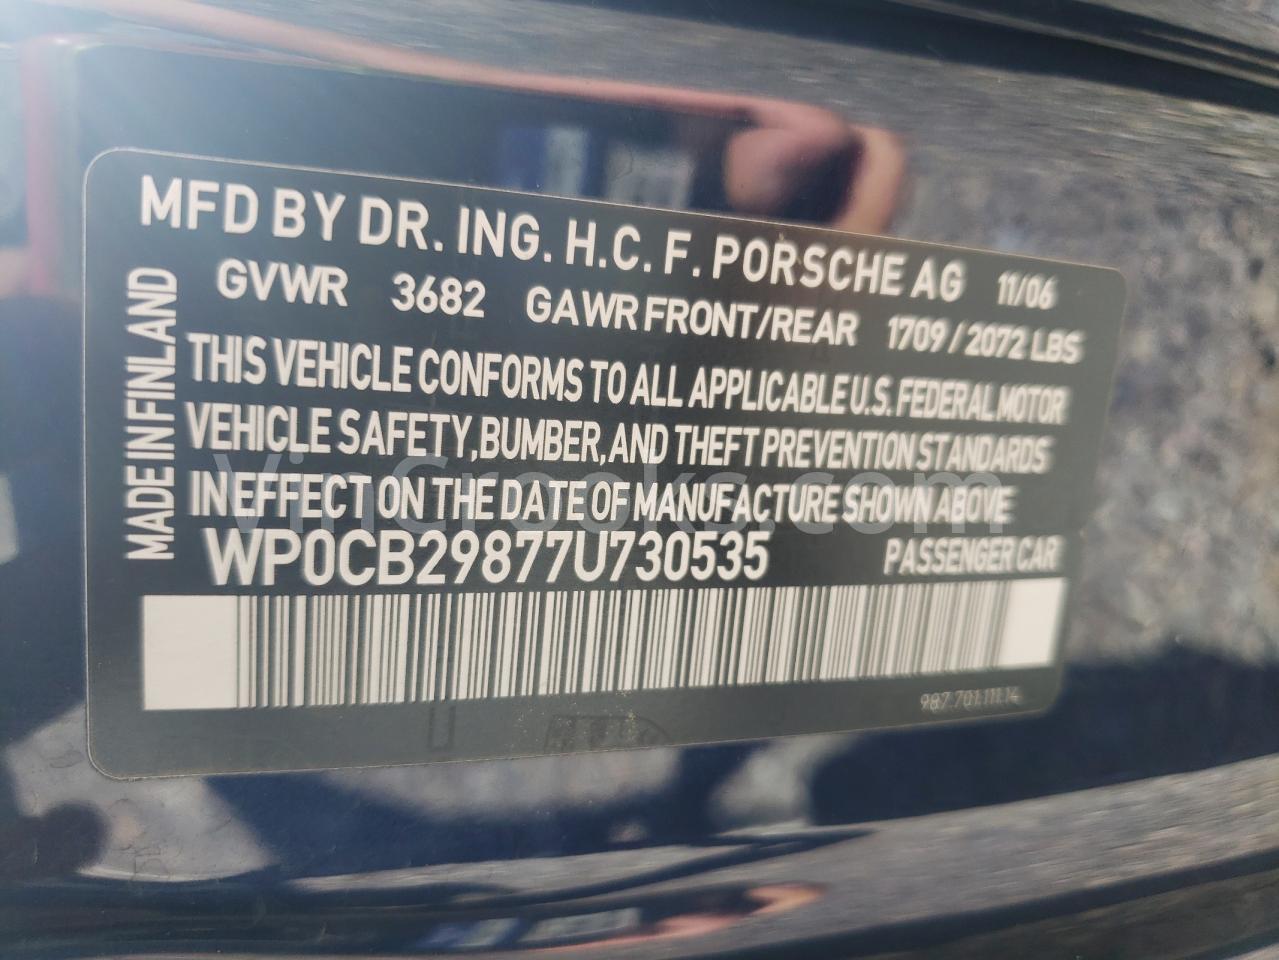 MFD BY DR. ING. H.C. F. PORSCHE AG 11/06
GVWR 3682 GAWR FRONT/REAR 1709 / 2072 LBS
THIS VEHICLE CONFORMS TO ALL APPLICABLE U.S. FEDERAL MOTOR
VEHICLE SAFETY, BUMBER, AND THEFT PREVENTION STANDARDS
IN EFFECT ON THE DATE OF MANUFACTURE SHOWN ABOVE
WP0CB29877U730535 PASSENGER CAR
MADE IN FINLAND
987.701.111.14
VinCrooks.com